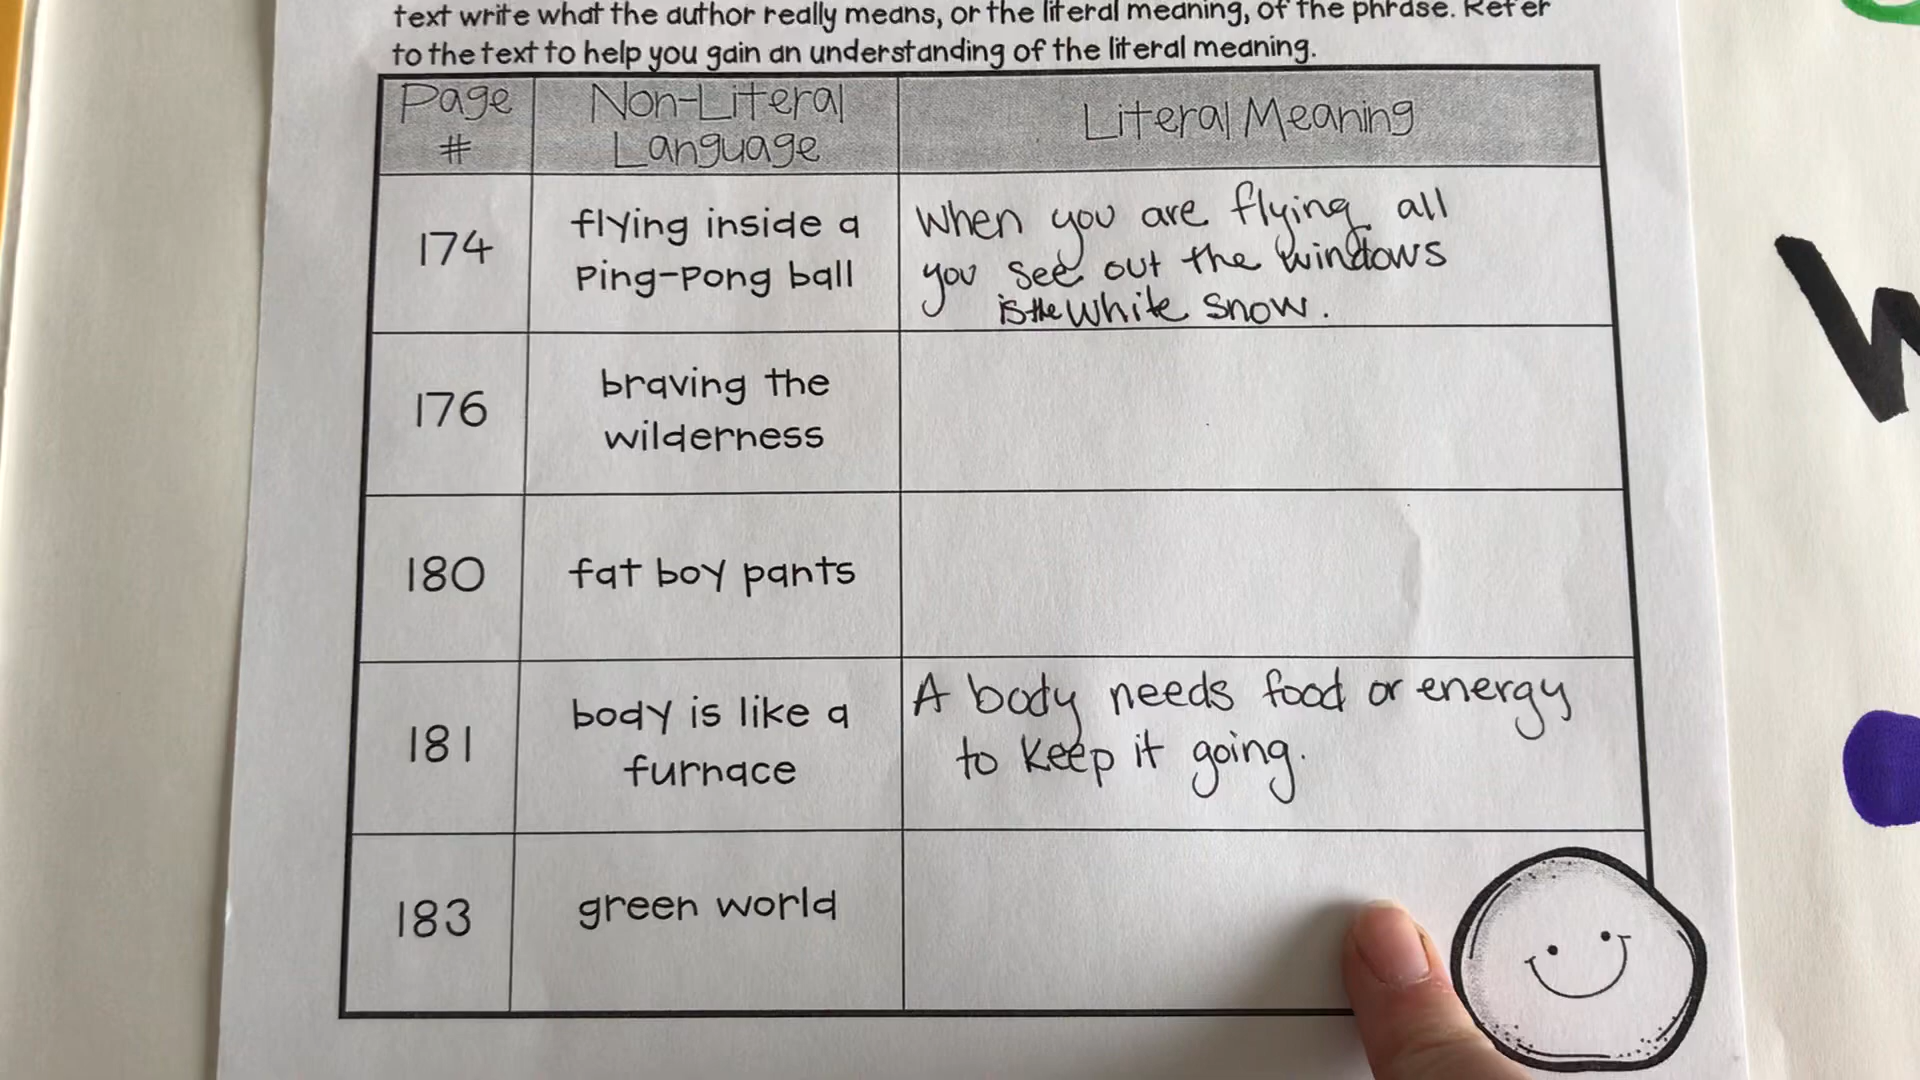 text write what the author really means, or the literal meaning, of the phrase. Refer
to the text to help you gain an understanding of the literal meaning.
Page #
Non-Literal Language
Literal Meaning
174
flying inside a
Ping-Pong ball
When you are flying all
you see out the windows
is the white snow.
176
braving the
wilderness
180
fat boy pants
181
body is like a
furnace
A body needs food or energy
to keep it going.
183
green world